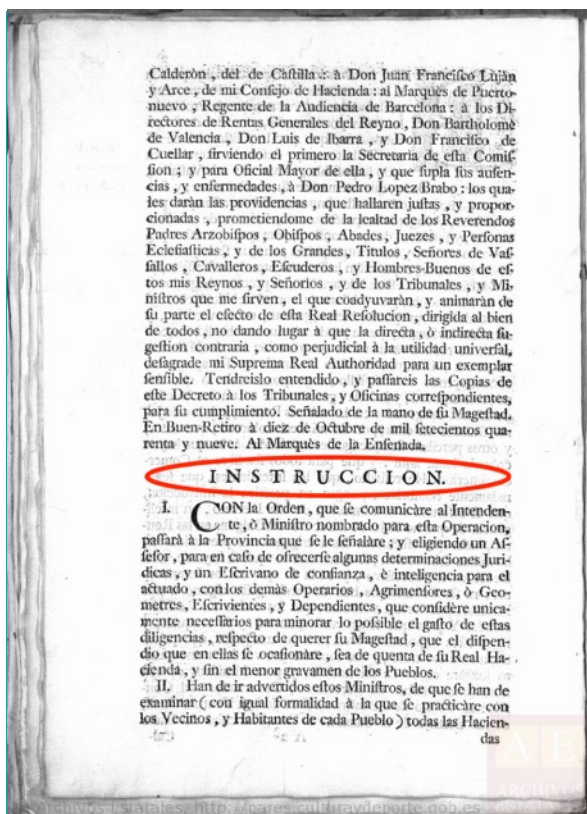 Calderòn , del de Caſtilla : à Don Juan Franciſco Lujàn
y Arce , de mi Conſejo de Hacienda : al Marquès de Puerto-
nuevo , Regente de la Audiencia de Barcelona : à los Di-
rectores de Rentas Generales del Reyno , Don Bartholomè
de Valencia , Don Luis de Ibarra , y Don Franciſco de
Cuellar , ſirviendo el primero la Secretaria de eſta Comiſ-
ſion ; y para Oficial Mayor de ella , y que ſupla ſus auſen-
cias , y enfermedades , à Don Pedro Lopez Brabo : los qua-
les daràn las providencias , que hallaren juſtas , y propor-
cionadas , prometiendome de la lealtad de los Reverendos
Padres Arzobiſpos , Obiſpos , Abades , Juezes , y Perſonas
Eccleſiaſticas , y de los Grandes , Titulos , Señores de Vaſ-
ſallos , Cavalleros , Eſcuderos , y Hombres-Buenos de eſ-
tos mis Reynos , y Señorios , y de los Tribunales , y Mi-
niſtros que me ſirven , el que coadyuvaràn , y animaràn de
ſu parte el efecto de eſta Real Reſolucion , dirigida al bien
de todos , no dando lugar à que la directa , ò indirecta ſu-
geſtion contraria , como perjudicial à la utilidad univerſal,
deſagrade mi Suprema Real Authoridad para un exemplar
ſenſible. Tendreislo entendido , y paſſareis las Copias de
eſte Decreto à los Tribunales , y Oficinas correſpondientes,
para ſu cumplimiento. Señalado de la mano de ſu Mageſtad.
En Buen-Retiro à diez de Octubre de mil ſetecientos qua-
renta y nueve. Al Marquès de la Enſenada.
INSTRUCCION.
I. CON la Orden , que ſe comunicàre al Intenden-
te , ò Miniſtro nombrado para eſta Operacion,
paſſarà à la Provincia que ſe le ſeñalàre ; y eligiendo un Aſ-
ſeſor , para en caſo de ofrecerſe algunas determinaciones Juri-
dicas , y un Eſcrivano de confianza , è inteligencia para el
actuado , con los demàs Operarios , Agrimenſores , ò Geo-
metres, Eſcrivientes , y Dependientes, que conſidère unica-
mente neceſſarios para minorar lo poſsible el gaſto de eſtas
diligencias , reſpecto de querer ſu Mageſtad , que el diſpen-
dio que en ellas ſe ocaſionàre , ſea de quenta de ſu Real Ha-
cienda , y ſin el menor gravamen de los Pueblos.
II. Han de ir advertidos eſtos Miniſtros, de que ſe han de
examinar ( con igual formalidad à la que ſe practicàre con
los Vecinos , y Habitantes de cada Pueblo ) todas las Hacien-
das
AE
ARCHIVOS
Archivos Estatales, http://pares.culturaydeporte.gob.es